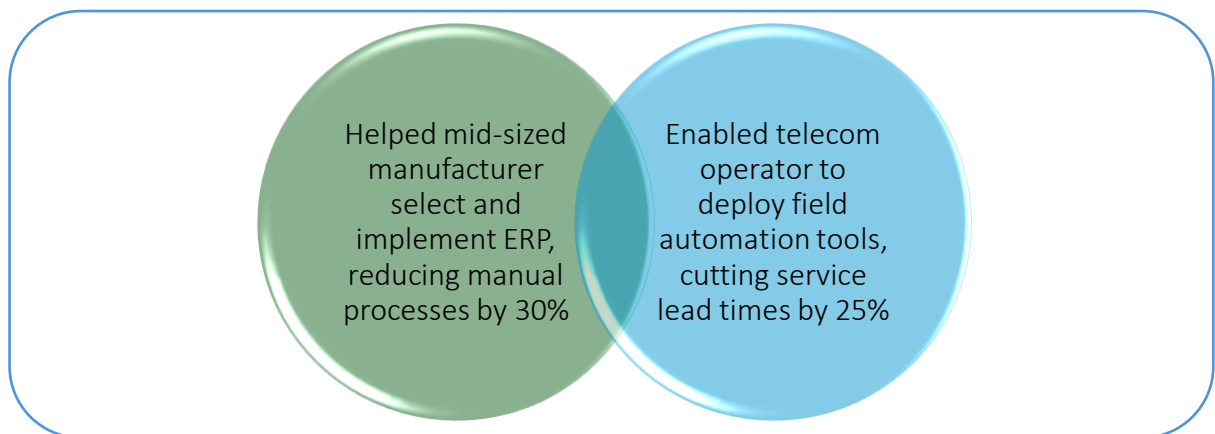 Helped mid-sized
manufacturer
select and
implement ERP,
reducing manual
processes by 30%
Enabled telecom
operator to
deploy field
automation tools,
cutting service
lead times by 25%